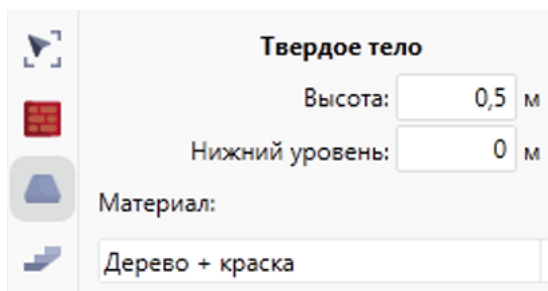 Твердое тело
Высота: 0,5 м
Нижний уровень: 0 м
Материал:
Дерево + краска